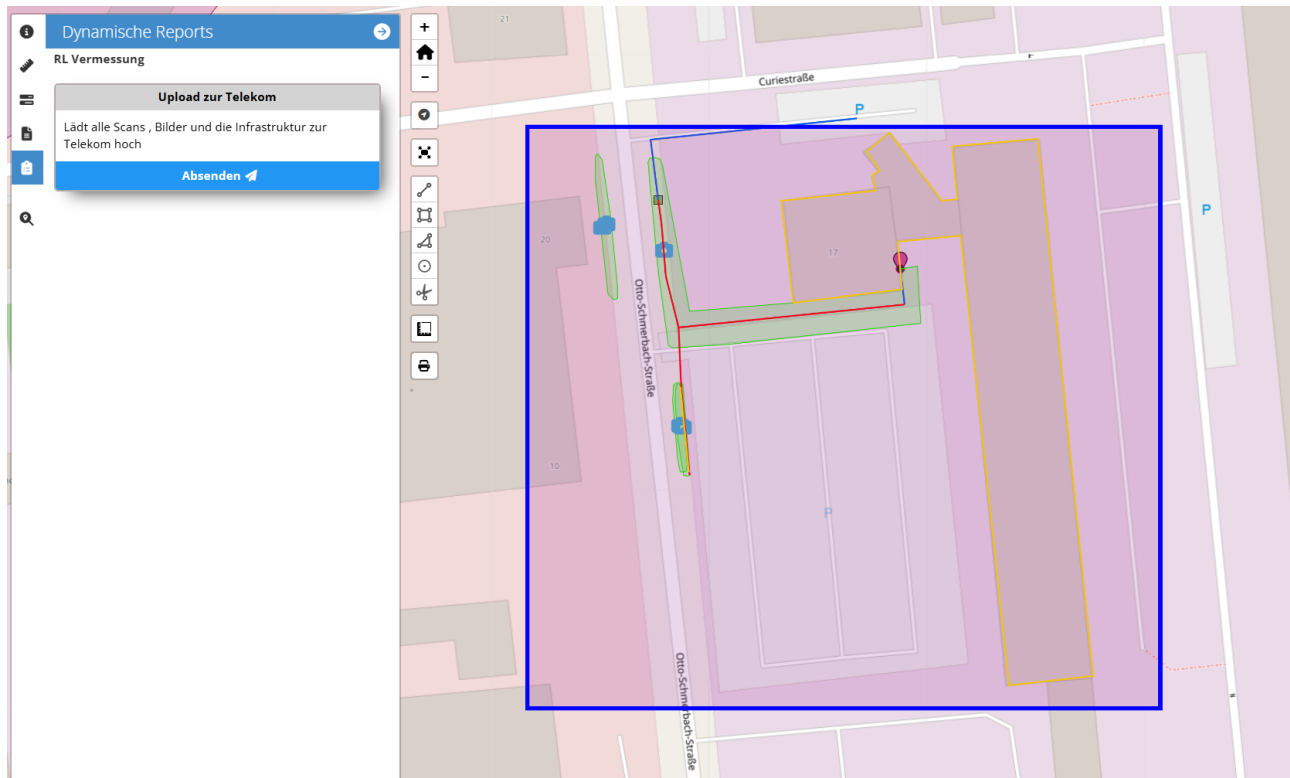 Dynamische Reports
RL Vermessung
Upload zur Telekom
Lädt alle Scans , Bilder und die Infrastruktur zur
Telekom hoch
Absenden
+
−
21
Curiestraße
P
P
20
17
Otto-Schmerbach-Straße
10
P
Otto-Schmerbach-Straße